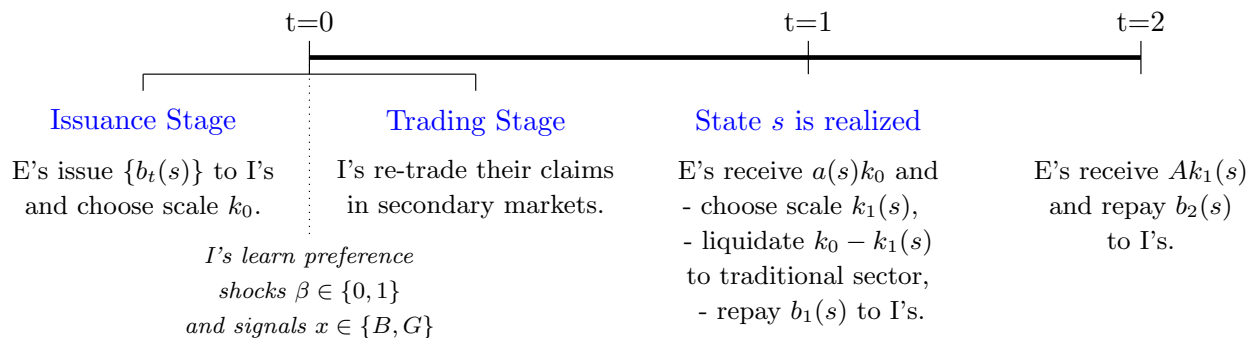 t=0
t=1
t=2
Issuance Stage
E's issue {b_t(s)} to I's
and choose scale k_0.
I's learn preference
shocks β ∈ {0, 1}
and signals x ∈ {B, G}
Trading Stage
I's re-trade their claims
in secondary markets.
State s is realized
E's receive a(s)k_0 and
- choose scale k_1(s),
- liquidate k_0 − k_1(s)
to traditional sector,
- repay b_1(s) to I's.
E's receive Ak_1(s)
and repay b_2(s)
to I's.